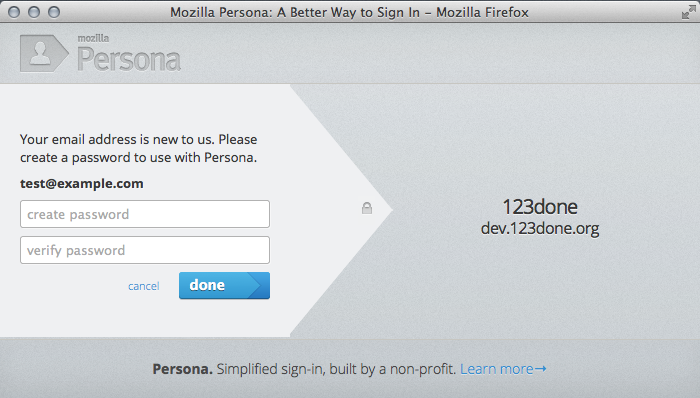 Mozilla Persona: A Better Way to Sign In – Mozilla Firefox
mozilla
Persona
Your email address is new to us. Please
create a password to use with Persona.
test@example.com
create password
verify password
cancel
done
123done
dev.123done.org
Persona. Simplified sign-in, built by a non-profit. Learn more→